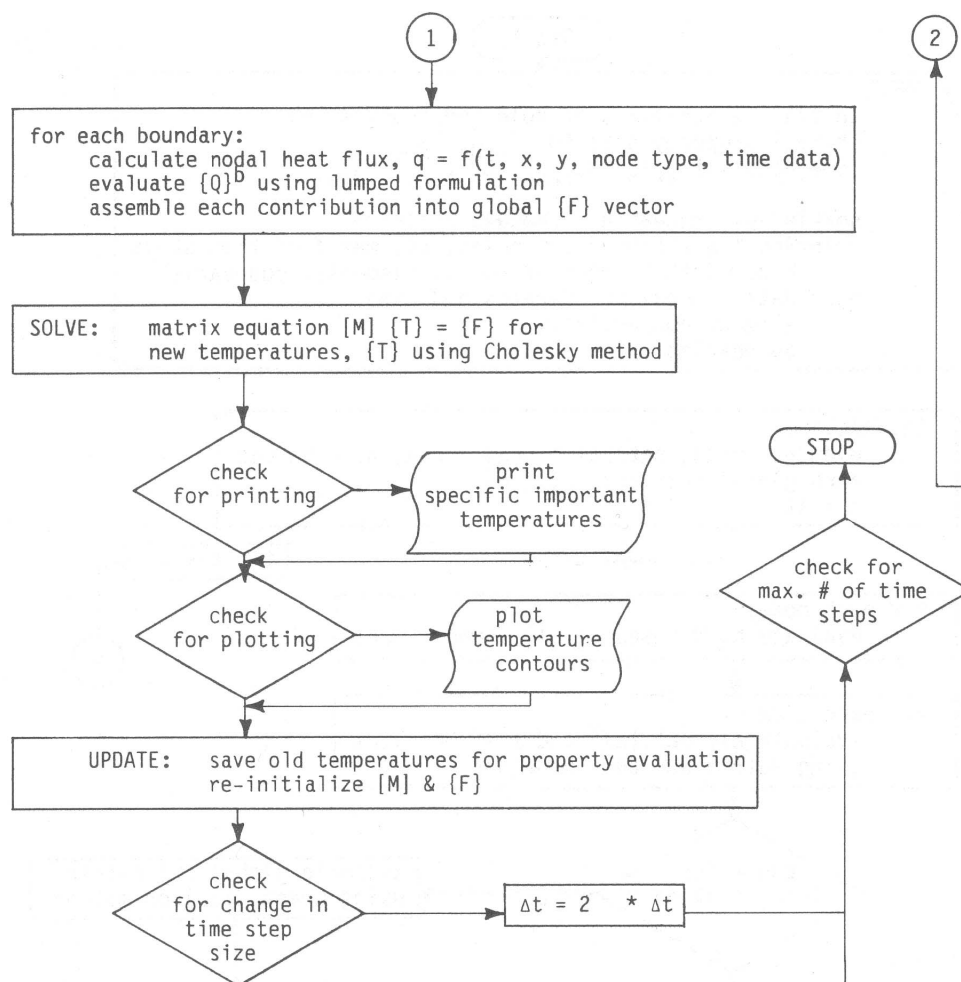 1
2
for each boundary:
calculate nodal heat flux, q = f(t, x, y, node type, time data)
evaluate {Q}ᵇ using lumped formulation
assemble each contribution into global {F} vector
SOLVE: matrix equation [M] {T} = {F} for
new temperatures, {T} using Cholesky method
check
for printing
print
specific important
temperatures
STOP
check for
max. # of time
steps
check
for plotting
plot
temperature
contours
UPDATE: save old temperatures for property evaluation
re-initialize [M] & {F}
check
for change in
time step
size
Δt = 2 * Δt